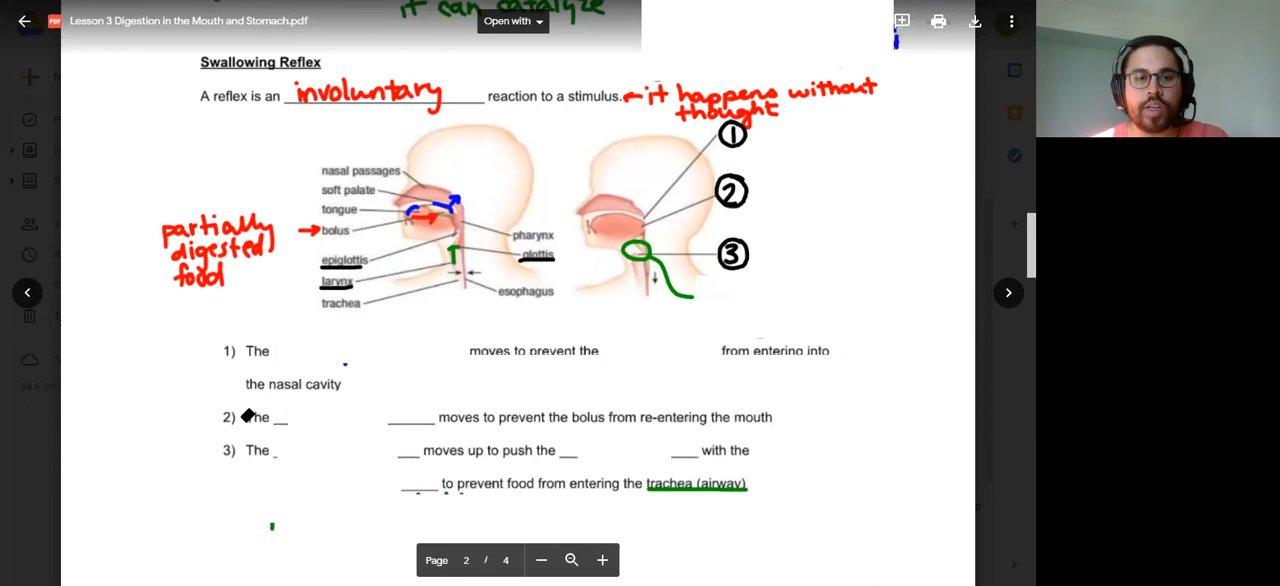 Lesson 3 Digestion in the Mouth and Stomach.pdf
Open with
it can catalyze
Swallowing Reflex
A reflex is an involuntary reaction to a stimulus. it happens without
thought
1
nasal passages
soft palate
2
tongue
partially
digested
food
bolus
pharynx
epiglottis
glottis
3
larynx
esophagus
trachea
1) The moves to prevent the from entering into
the nasal cavity
2) The moves to prevent the bolus from re-entering the mouth
3) The moves up to push the with the
to prevent food from entering the trachea (airway)
Page 2 / 4